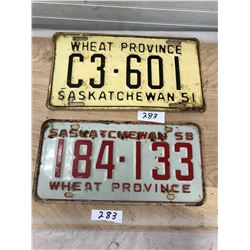 WHEAT PROVINCE
C3·601
SASKATCHEWAN 51
283
SASKATCHEWAN 58
184·133
WHEAT PROVINCE
283